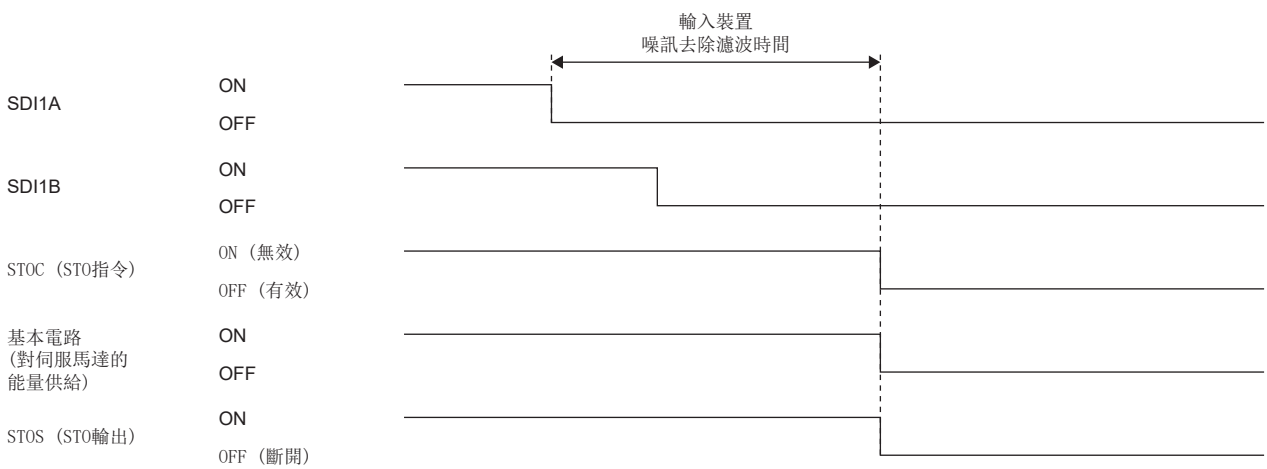 輸入裝置
噪訊去除濾波時間
SDI1A
ON
OFF
SDI1B
ON
OFF
STOC (STO指令)
ON (無效)
OFF (有效)
基本電路
(對伺服馬達的
能量供給)
ON
OFF
STOS (STO輸出)
ON
OFF (斷開)